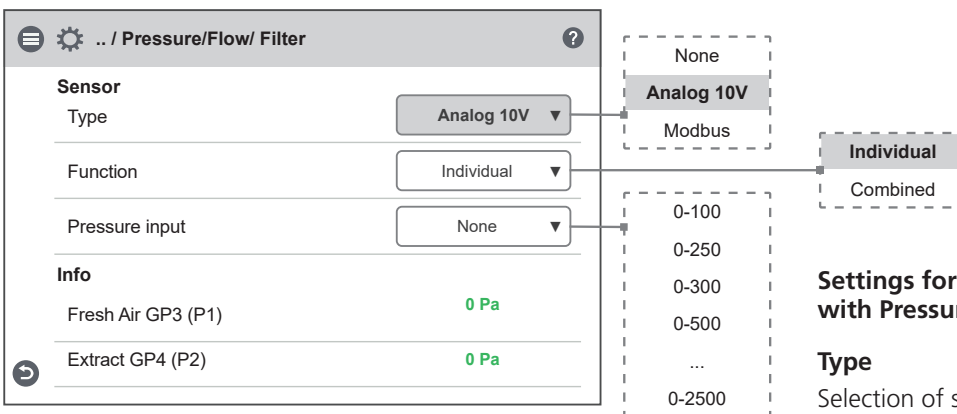 .. / Pressure/Flow/ Filter ?
Sensor
Type Analog 10V ▼
Function Individual ▼
Pressure input None ▼
Info
Fresh Air GP3 (P1) 0 Pa
Extract GP4 (P2) 0 Pa
None
Analog 10V
Modbus
Individual
Combined
0-100
0-250
0-300
0-500
...
0-2500
Settings for
with
Type
Selection of